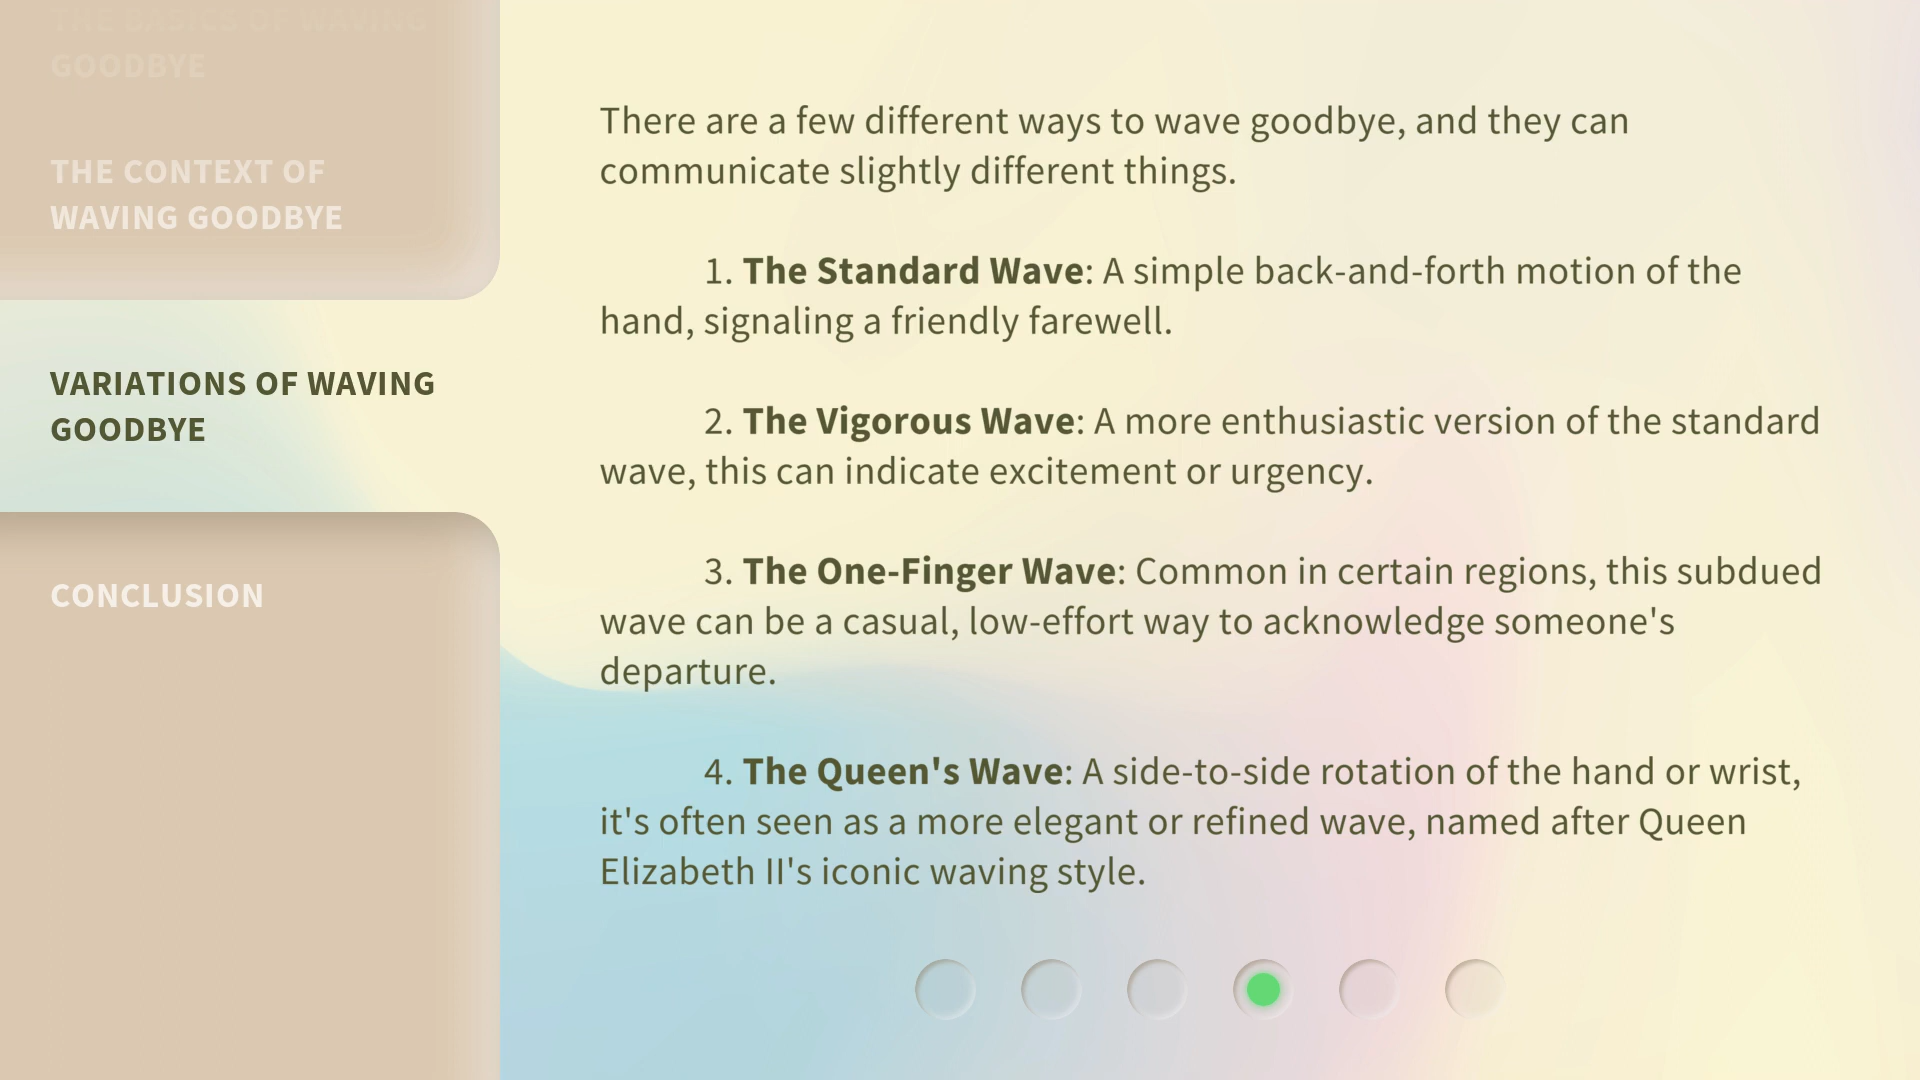 THE BASICS OF WAVING
GOODBYE
THE CONTEXT OF
WAVING GOODBYE
VARIATIONS OF WAVING
GOODBYE
CONCLUSION
There are a few different ways to wave goodbye, and they can
communicate slightly different things.
1. The Standard Wave: A simple back-and-forth motion of the
hand, signaling a friendly farewell.
2. The Vigorous Wave: A more enthusiastic version of the standard
wave, this can indicate excitement or urgency.
3. The One-Finger Wave: Common in certain regions, this subdued
wave can be a casual, low-effort way to acknowledge someone's
departure.
4. The Queen's Wave: A side-to-side rotation of the hand or wrist,
it's often seen as a more elegant or refined wave, named after Queen
Elizabeth II's iconic waving style.